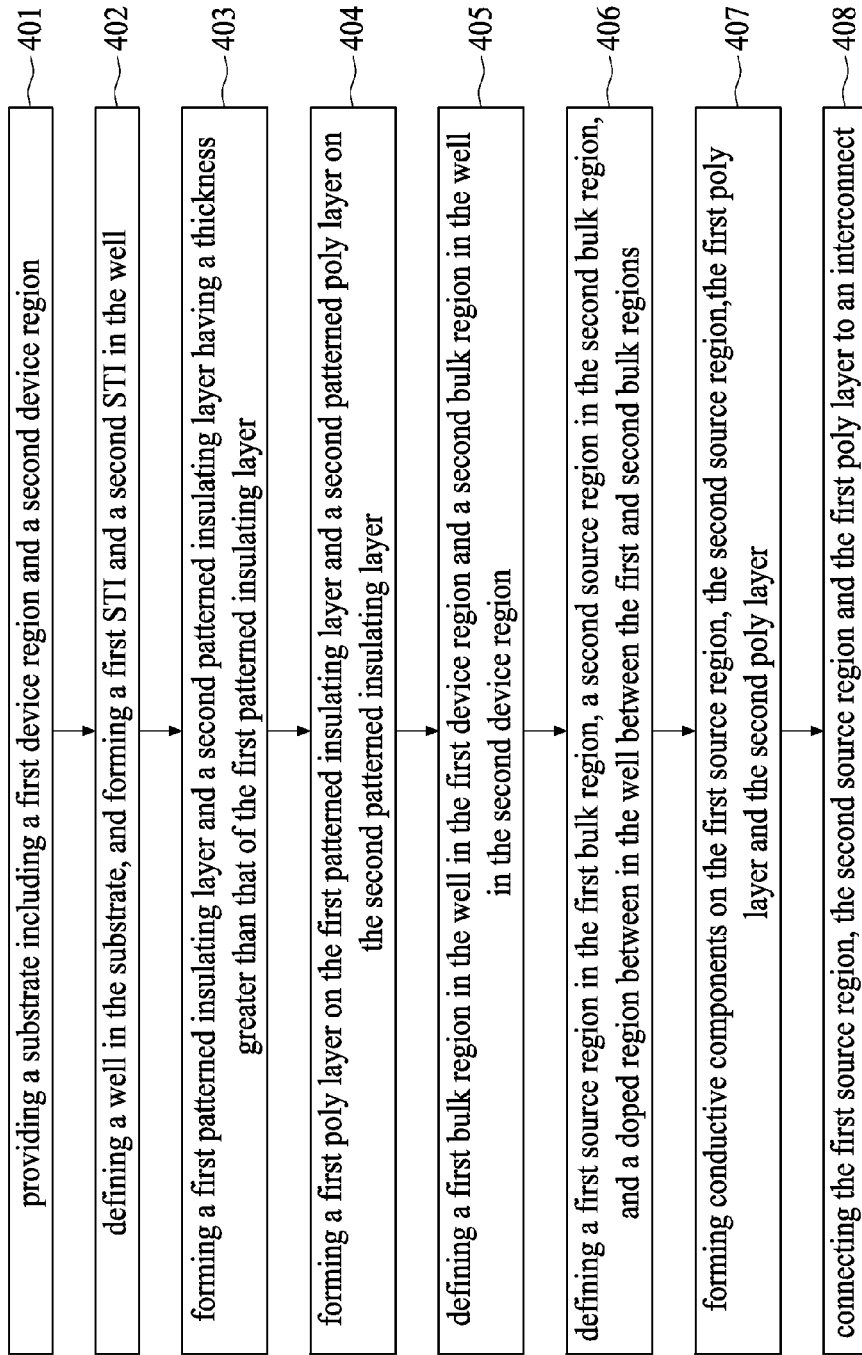 providing a substrate including a first device region and a second device region
401
defining a well in the substrate, and forming a first STI and a second STI in the well
402
forming a first patterned insulating layer and a second patterned insulating layer having a thickness
greater than that of the first patterned insulating layer
403
forming a first poly layer on the first patterned insulating layer and a second patterned poly layer on
the second patterned insulating layer
404
defining a first bulk region in the well in the first device region and a second bulk region in the well
in the second device region
405
defining a first source region in the first bulk region, a second source region in the second bulk region,
and a doped region between in the well between the first and second bulk regions
406
forming conductive components on the first source region, the second source region,the first poly
layer and the second poly layer
407
connecting the first source region, the second source region and the first poly layer to an interconnect
408